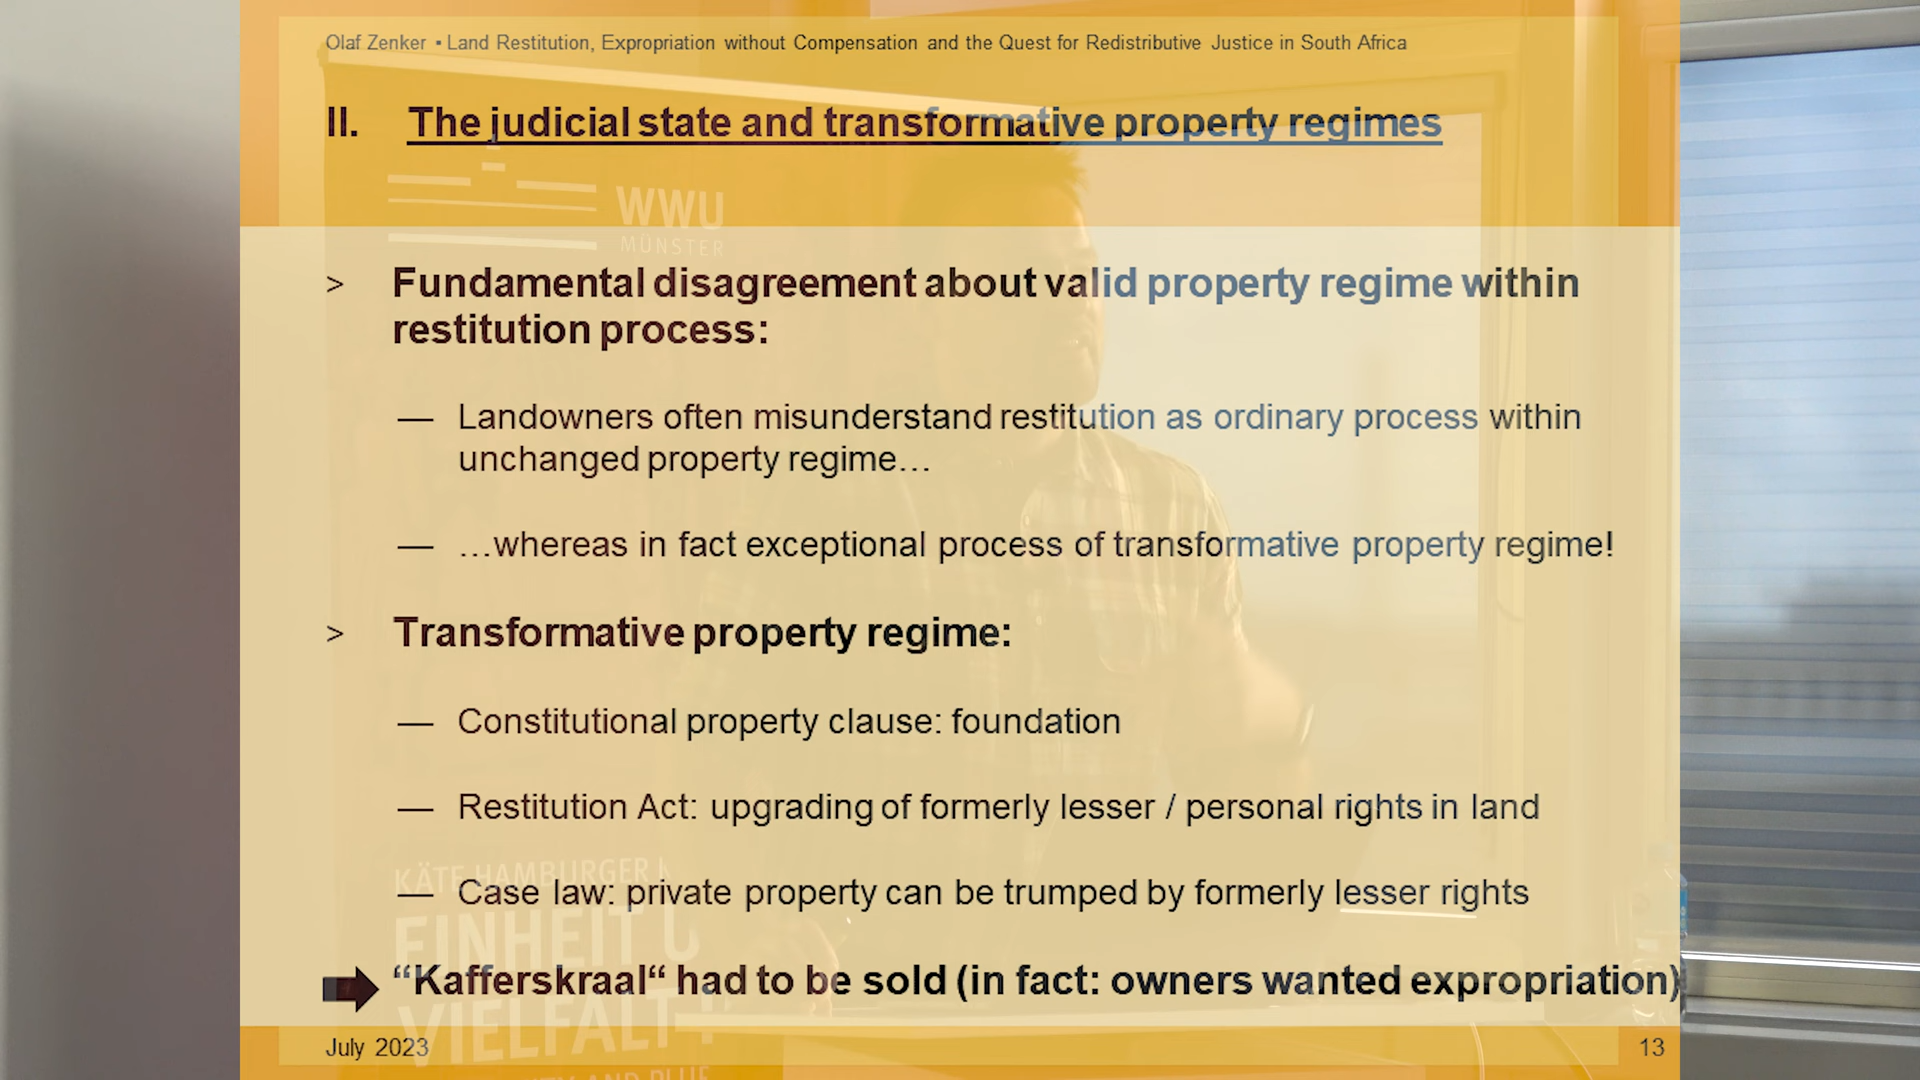 Olaf Zenker ▪ Land Restitution, Expropriation without Compensation and the Quest for Redistributive Justice in South Africa
II. The judicial state and transformative property regimes
WWU
MÜNSTER
> Fundamental disagreement about valid property regime within
restitution process:
— Landowners often misunderstand restitution as ordinary process within
unchanged property regime…
— …whereas in fact exceptional process of transformative property regime!
> Transformative property regime:
— Constitutional property clause: foundation
— Restitution Act: upgrading of formerly lesser / personal rights in land
KÄTE HAMBURGER
— Case law: private property can be trumped by formerly lesser rights
EINHEIT U
“Kafferskraal“ had to be sold (in fact: owners wanted expropriation)
VIELFALT
July 2023
13